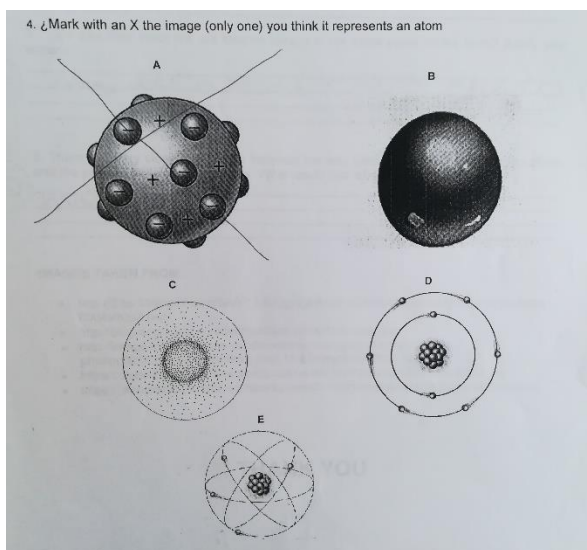 4. ¿Mark with an X the image (only one) you think it represents an atom
A
B
+
+
+
+
C
D
E